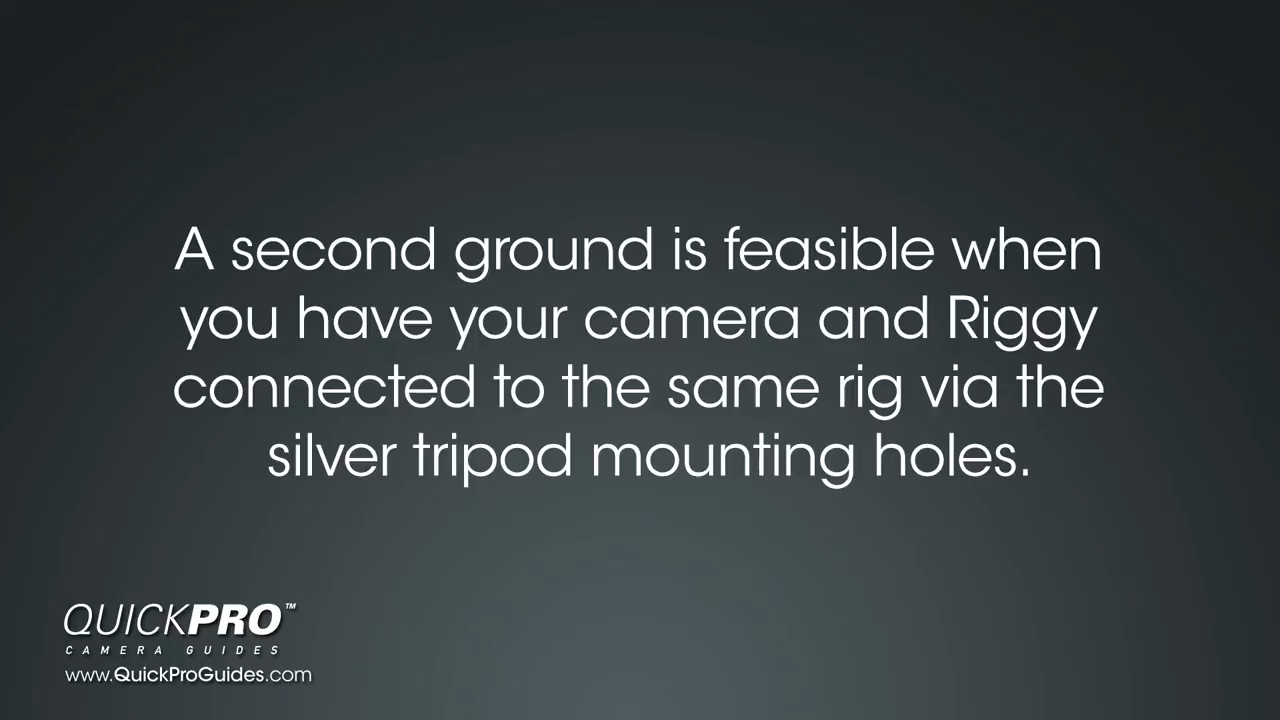 A second ground is feasible when
you have your camera and Riggy
connected to the same rig via the
silver tripod mounting holes.
QUICKPRO™
CAMERA GUIDES
www.QuickProGuides.com